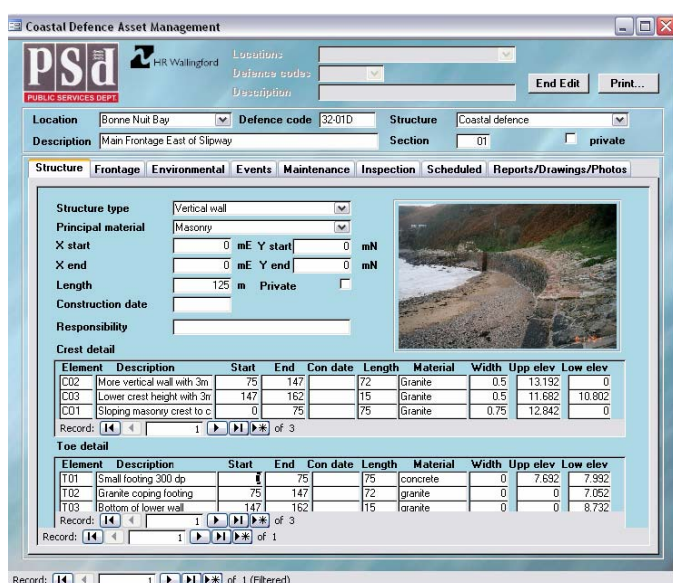 Coastal Defence Asset Management
PSd
PUBLIC SERVICES DEPT.
HR Wallingford
Locations
Defence codes
Description
End Edit Print...
Location Bonne Nuit Bay Defence code 32-01D Structure Coastal defence
Description Main Frontage East of Slipway Section 01 private
Structure Frontage Environmental Events Maintenance Inspection Scheduled Reports/Drawings/Photos
Structure type Vertical wall
Principal material Masonry
X start 0 mE Y start 0 mN
X end 0 mE Y end 0 mN
Length 125 m Private
Construction date
Responsibility
Crest detail
Element Description Start End Con date Length Material Width Upp elev Low elev
C02 More vertical wall with 3m 75 147 72 Granite 0.5 13.192 0
C03 Lower crest height with 3m 147 162 15 Granite 0.5 11.682 10.802
C01 Sloping masonry crest to c 0 75 75 Granite 0.75 12.842 0
Record: 1 of 3
Toe detail
Element Description Start End Con date Length Material Width Upp elev Low elev
T01 Small footing 300 dp 75 75 concrete 0 7.692 7.992
T02 Granite coping footing 75 147 72 granite 0 0 7.052
T03 Bottom of lower wall 147 162 15 granite 0 0 8.732
Record: 1 of 3
Record: 1 of 1
Record: 1 of 1 (Filtered)